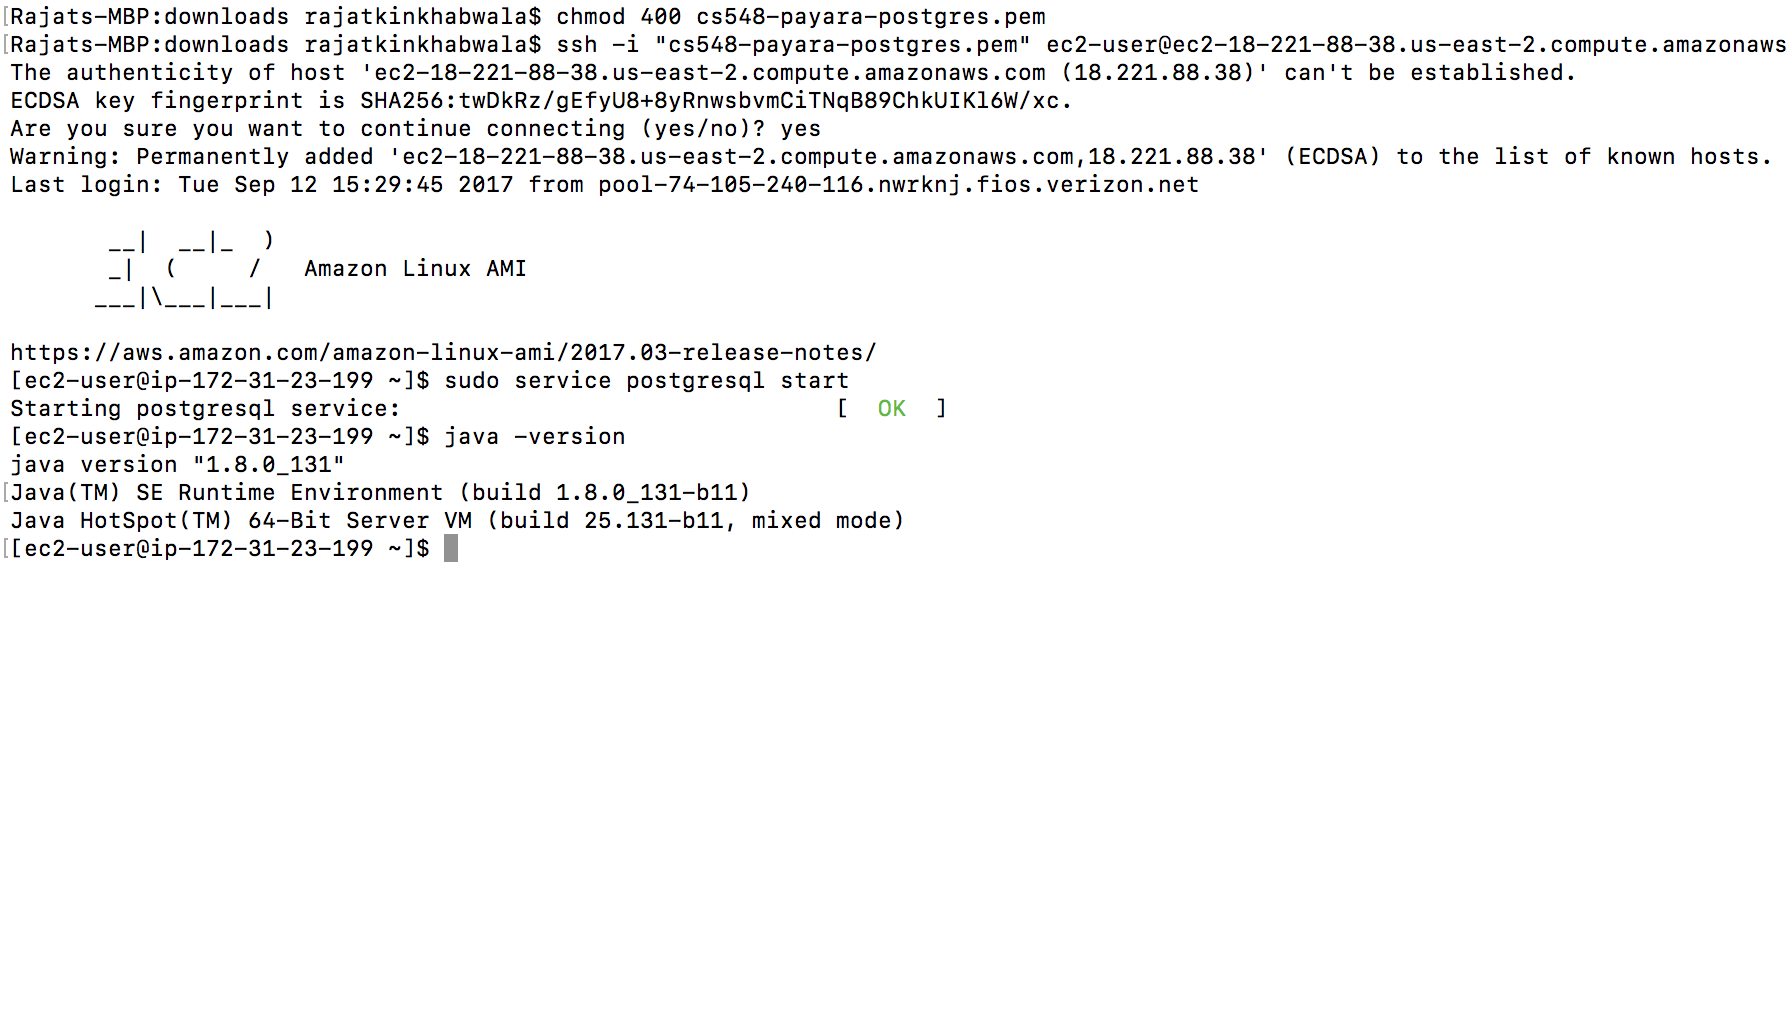 [Rajats-MBP:downloads rajatkinkhabwala$ chmod 400 cs548-payara-postgres.pem
[Rajats-MBP:downloads rajatkinkhabwala$ ssh -i "cs548-payara-postgres.pem" ec2-user@ec2-18-221-88-38.us-east-2.compute.amazonaws
The authenticity of host 'ec2-18-221-88-38.us-east-2.compute.amazonaws.com (18.221.88.38)' can't be established.
ECDSA key fingerprint is SHA256:twDkRz/gEfyU8+8yRnwsbvmCiTNqB89ChkUIKl6W/xc.
Are you sure you want to continue connecting (yes/no)? yes
Warning: Permanently added 'ec2-18-221-88-38.us-east-2.compute.amazonaws.com,18.221.88.38' (ECDSA) to the list of known hosts.
Last login: Tue Sep 12 15:29:45 2017 from pool-74-105-240-116.nwrknj.fios.verizon.net

       __|  __|_  )
       _|  (     /   Amazon Linux AMI
      ___|\___|___|

https://aws.amazon.com/amazon-linux-ami/2017.03-release-notes/
[ec2-user@ip-172-31-23-199 ~]$ sudo service postgresql start
Starting postgresql service:                               [  OK  ]
[ec2-user@ip-172-31-23-199 ~]$ java -version
java version "1.8.0_131"
[Java(TM) SE Runtime Environment (build 1.8.0_131-b11)
Java HotSpot(TM) 64-Bit Server VM (build 25.131-b11, mixed mode)
[[ec2-user@ip-172-31-23-199 ~]$